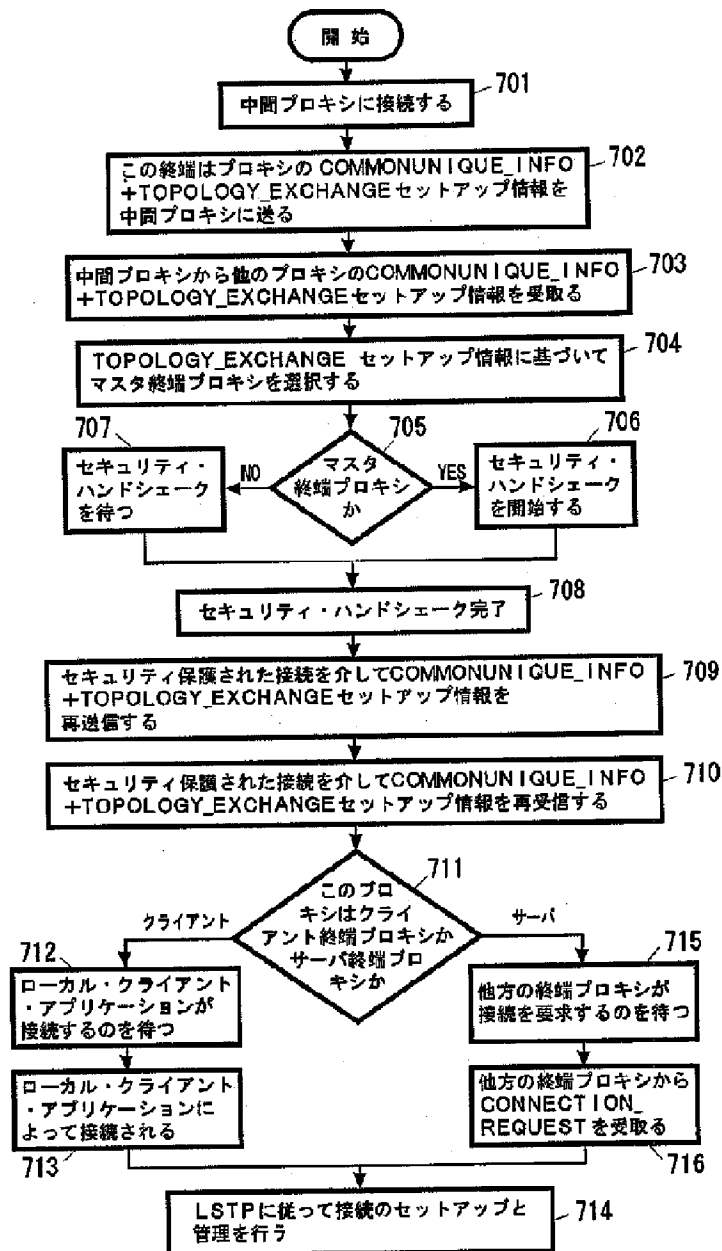 開始
701
中間プロキシに接続する
702
この終端はプロキシの COMMONUNIQUE_INFO
+TOPOLOGY_EXCHANGEセットアップ情報を
中間プロキシに送る
703
中間プロキシから他のプロキシのCOMMONUNIQUE_INFO
+TOPOLOGY_EXCHANGEセットアップ情報を受取る
704
TOPOLOGY_EXCHANGE セットアップ情報に基づいて
マスタ終端プロキシを選択する
705
マスタ
終端プロキシ
か
NO
YES
707
セキュリティ・
ハンドシェーク
を待つ
706
セキュリティ・
ハンドシェーク
を開始する
708
セキュリティ・ハンドシェーク完了
709
セキュリティ保護された接続を介してCOMMONUNIQUE_INFO
+TOPOLOGY_EXCHANGEセットアップ情報を
再送信する
710
セキュリティ保護された接続を介してCOMMONUNIQUE_INFO
+TOPOLOGY_EXCHANGEセットアップ情報を再受信する
711
このプロ
キシはクライ
アント終端プロキシか
サーバ終端プロ
キシか
クライアント
サーバ
712
ローカル・クライアント
・アプリケーションが
接続するのを待つ
715
他方の終端プロキシが
接続を要求するのを待つ
ローカル・クライアント
・アプリケーションに
よって接続される
713
他方の終端プロキシから
CONNECTION_
REQUESTを受取る
716
LSTPに従って接続のセットアップと
管理を行う
714